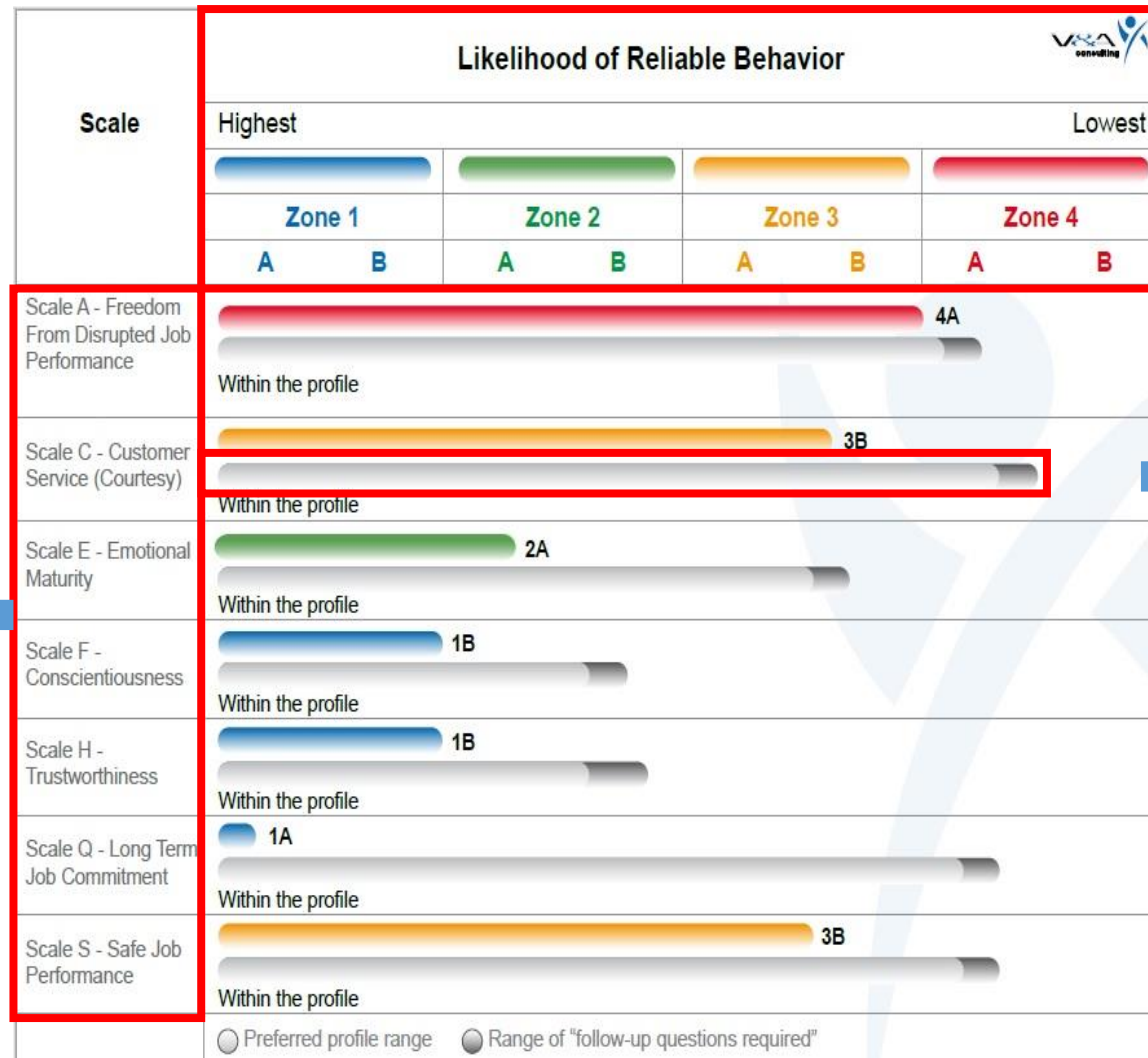 Likelihood of Reliable Behavior
V&A
consulting
Scale
Highest Lowest
Zone 1 Zone 2 Zone 3 Zone 4
A B A B A B A B
Scale A - Freedom
From Disrupted Job
Performance
4A
Within the profile
Scale C - Customer
Service (Courtesy)
3B
Within the profile
Scale E - Emotional
Maturity
2A
Within the profile
Scale F -
Conscientiousness
1B
Within the profile
Scale H -
Trustworthiness
1B
Within the profile
Scale Q - Long Term
Job Commitment
1A
Within the profile
Scale S - Safe Job
Performance
3B
Within the profile
Preferred profile range Range of "follow-up questions required"